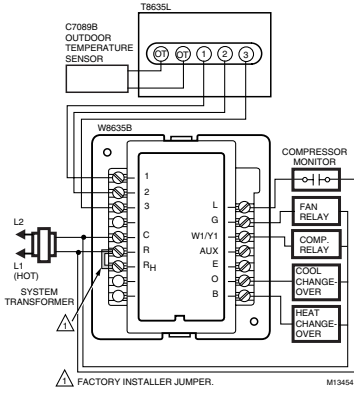 T8635L
C7089B
OUTDOOR
TEMPERATURE
SENSOR
OT OT 1 2 3
W8635B
1
2
3
C
R
RH
L
G
W1/Y1
AUX
E
O
B
COMPRESSOR
MONITOR
FAN
RELAY
COMP.
RELAY
COOL
CHANGE-
OVER
HEAT
CHANGE-
OVER
L2
L1
(HOT)
SYSTEM
TRANSFORMER
1
1 FACTORY INSTALLER JUMPER.
M13454